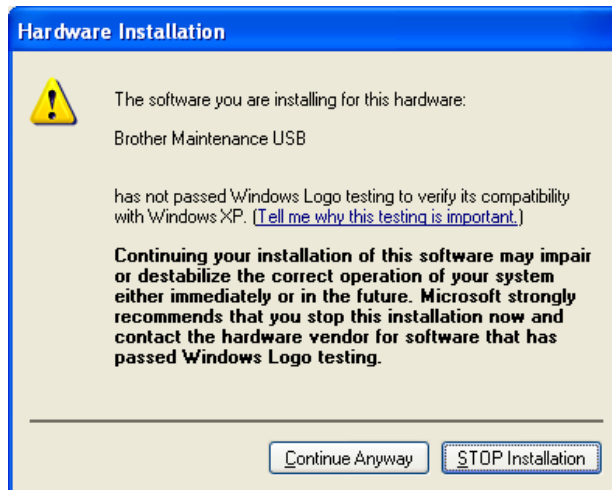 Hardware Installation
The software you are installing for this hardware:
Brother Maintenance USB
has not passed Windows Logo testing to verify its compatibility
with Windows XP. (Tell me why this testing is important.)
Continuing your installation of this software may impair
or destabilize the correct operation of your system
either immediately or in the future. Microsoft strongly
recommends that you stop this installation now and
contact the hardware vendor for software that has
passed Windows Logo testing.
Continue Anyway
STOP Installation